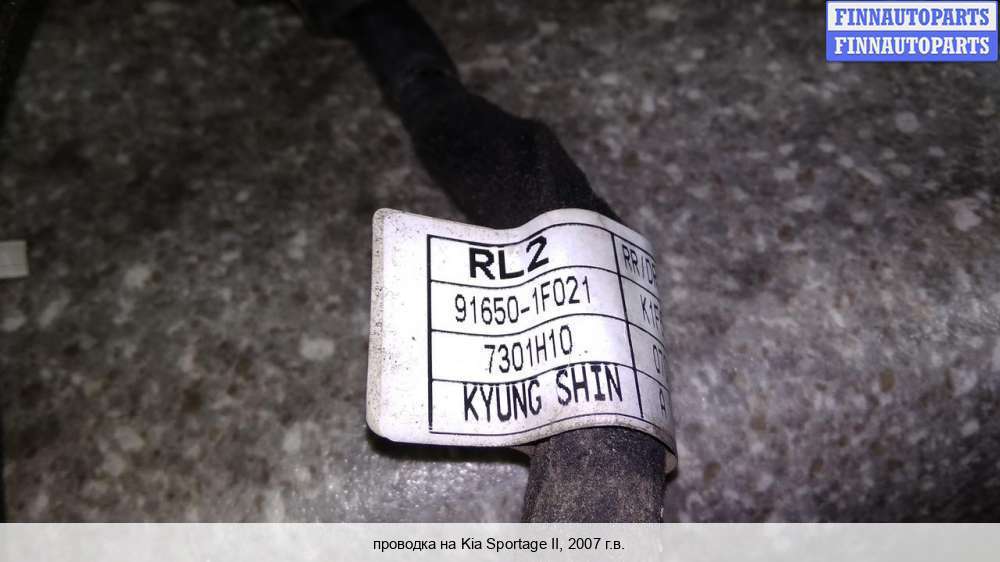 FINNAUTOPARTS
FINNAUTOPARTS
RL2
91650-1F021
7301H10
KYUNG SHIN
проводка на Kia Sportage II, 2007 г.в.